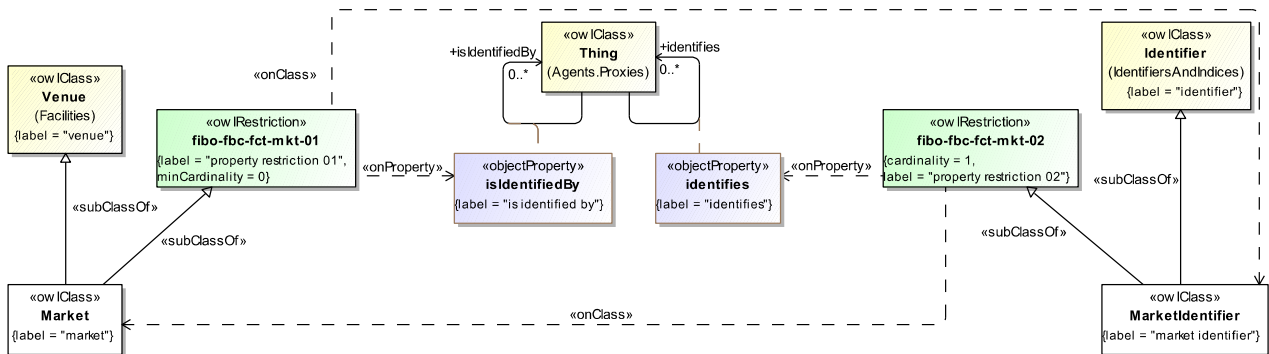 «owlClass»
Thing
(Agents.Proxies)
+isIdentifiedBy
0..*
+identifies
0..*
«owlClass»
Identifier
(IdentifiersAndIndices)
{label = "identifier"}
«onClass»
«owlClass»
Venue
(Facilities)
{label = "venue"}
«owlRestriction»
fibo-fbc-fct-mkt-01
{label = "property restriction 01",
minCardinality = 0}
«owlRestriction»
fibo-fbc-fct-mkt-02
{cardinality = 1,
label = "property restriction 02"}
«onProperty»
«objectProperty»
isIdentifiedBy
{label = "is identified by"}
«objectProperty»
identifies
{label = "identifies"}
«onProperty»
«subClassOf»
«subClassOf»
«subClassOf»
«subClassOf»
«owlClass»
Market
{label = "market"}
«onClass»
«owlClass»
MarketIdentifier
{label = "market identifier"}